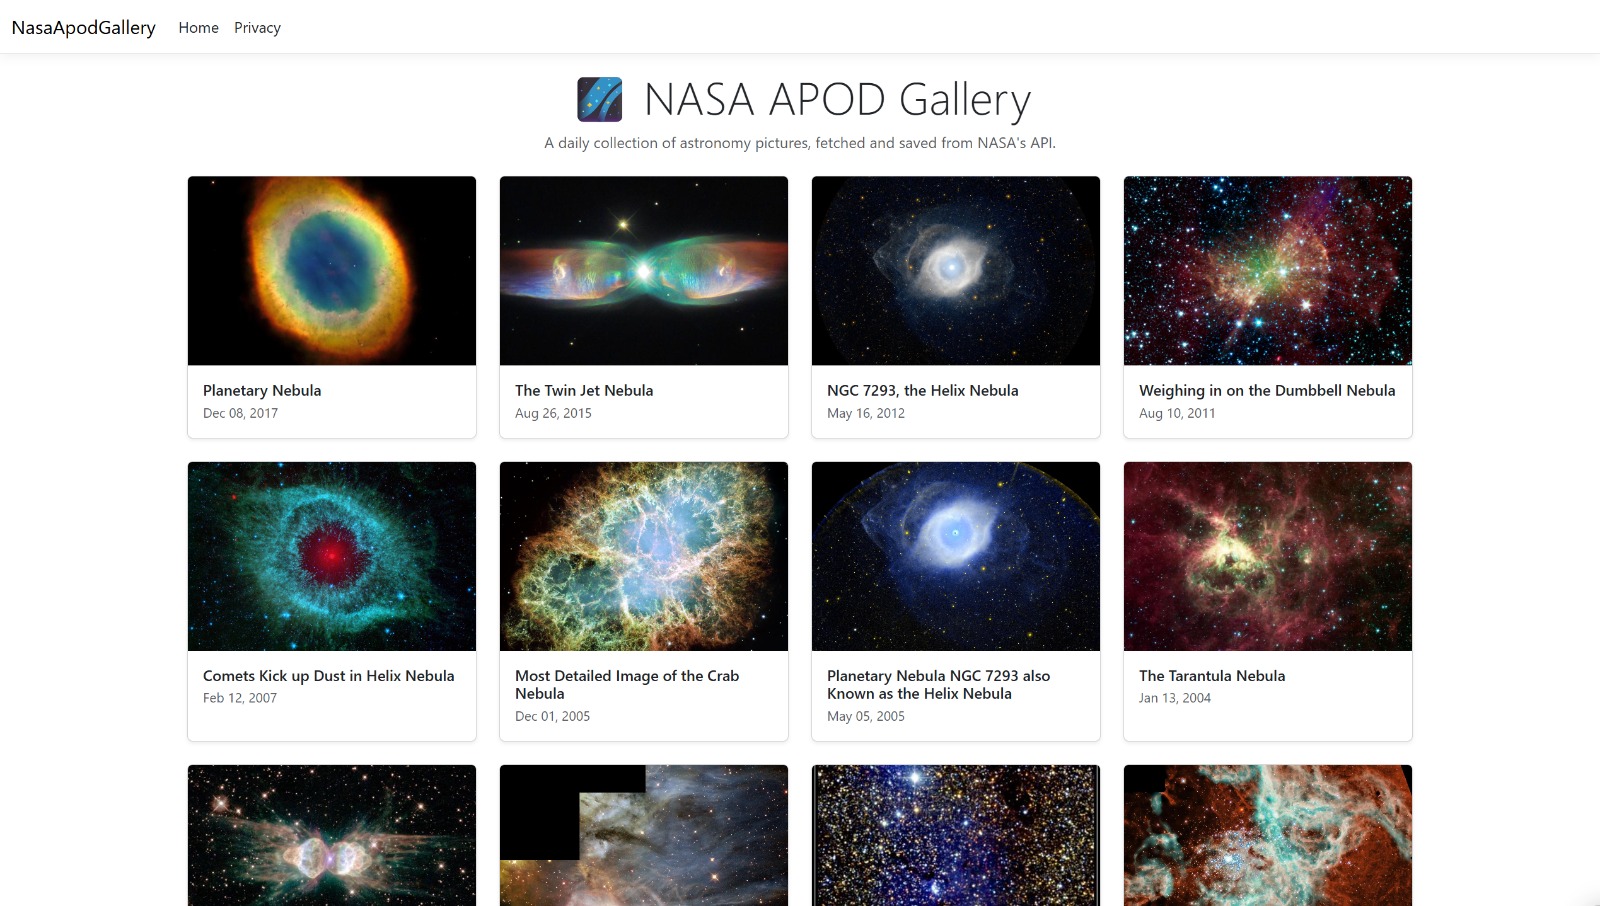 NasaApodGallery Home Privacy
NASA APOD Gallery
A daily collection of astronomy pictures, fetched and saved from NASA's API.
Planetary Nebula
Dec 08, 2017
The Twin Jet Nebula
Aug 26, 2015
NGC 7293, the Helix Nebula
May 16, 2012
Weighing in on the Dumbbell Nebula
Aug 10, 2011
Comets Kick up Dust in Helix Nebula
Feb 12, 2007
Most Detailed Image of the Crab
Nebula
Dec 01, 2005
Planetary Nebula NGC 7293 also
Known as the Helix Nebula
May 05, 2005
The Tarantula Nebula
Jan 13, 2004